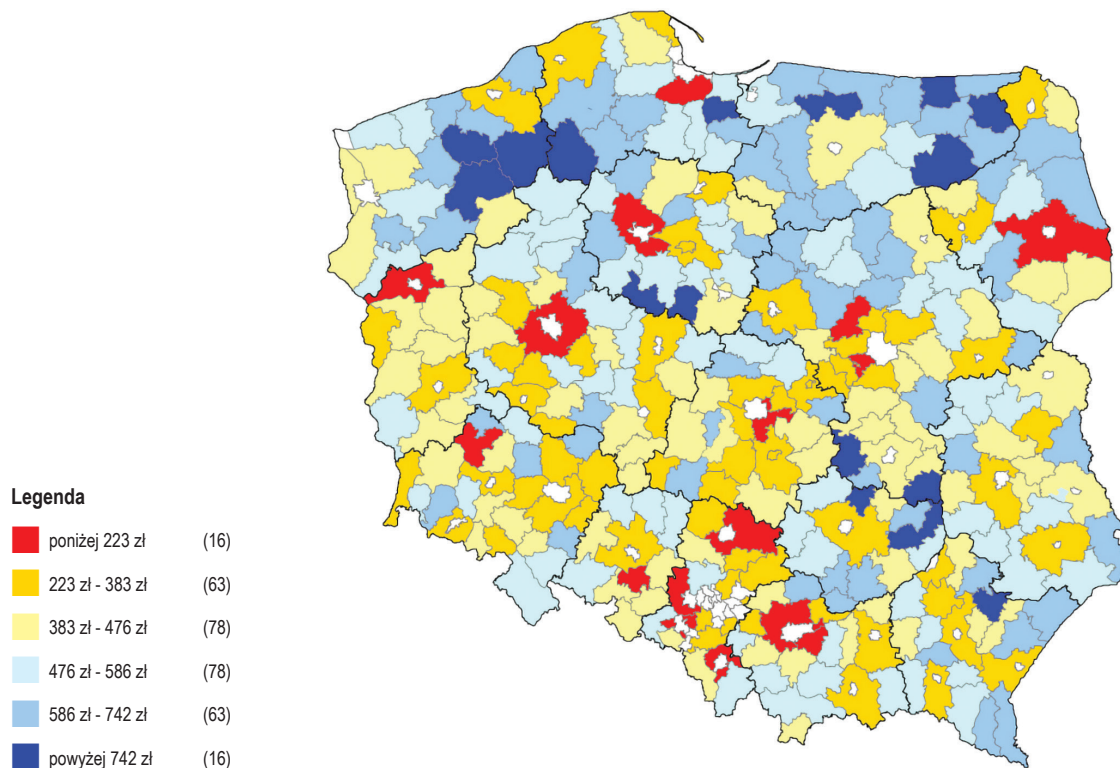 Legenda
poniżej 223 zł (16)
223 zł - 383 zł (63)
383 zł - 476 zł (78)
476 zł - 586 zł (78)
586 zł - 742 zł (63)
powyżej 742 zł (16)